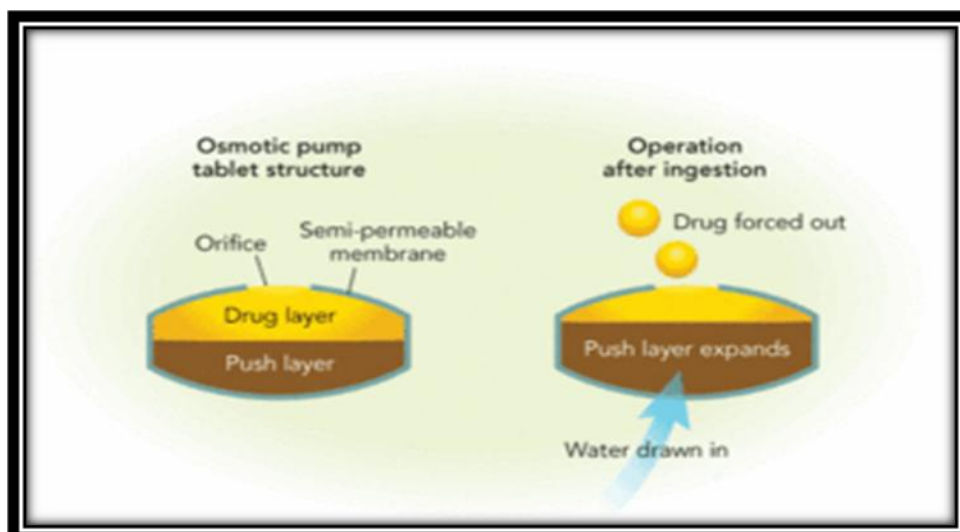 Osmotic pump
tablet structure
Orifice
Semi-permeable
membrane
Drug layer
Push layer
Operation
after ingestion
Drug forced out
Push layer expands
Water drawn in